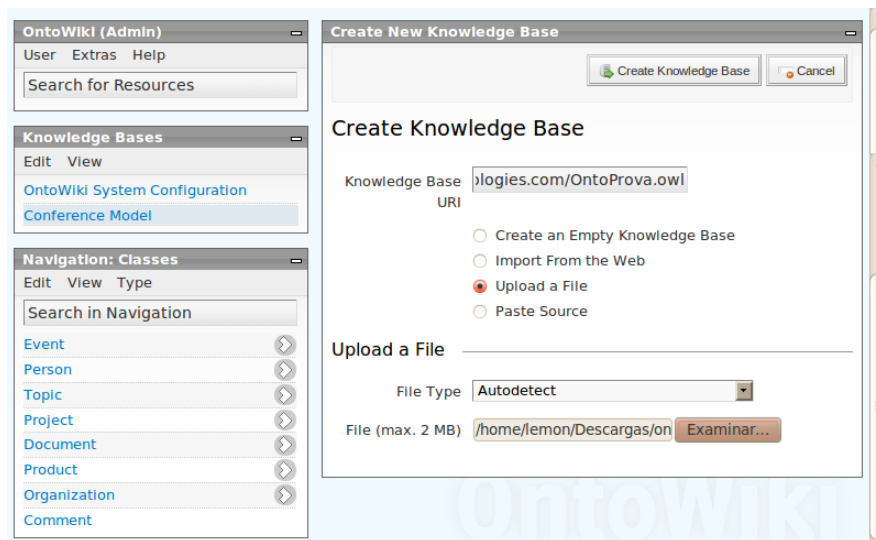 OntoWiki (Admin)
User Extras Help
Search for Resources
Knowledge Bases
Edit View
OntoWiki System Configuration
Conference Model
Navigation: Classes
Edit View Type
Search in Navigation
Event
Person
Topic
Project
Document
Product
Organization
Comment
Create New Knowledge Base
Create Knowledge Base Cancel
Create Knowledge Base
Knowledge Base
URI
ologies.com/OntoProva.owl
Create an Empty Knowledge Base
Import From the Web
Upload a File
Paste Source
Upload a File
File Type Autodetect
File (max. 2 MB) /home/lemon/Descargas/on Examinar...
OntoWiki